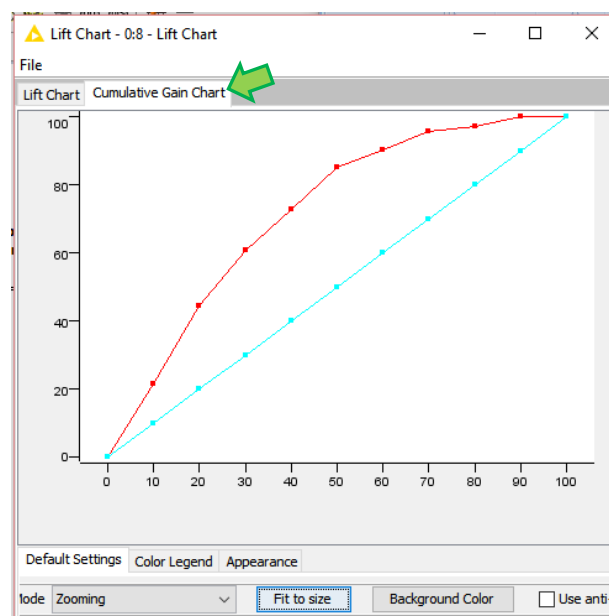 Lift Chart - 0:8 - Lift Chart
File
Lift Chart Cumulative Gain Chart
100
80
60
40
20
0
0 10 20 30 40 50 60 70 80 90 100
Default Settings Color Legend Appearance
Zooming Fit to size Background Color Use anti-